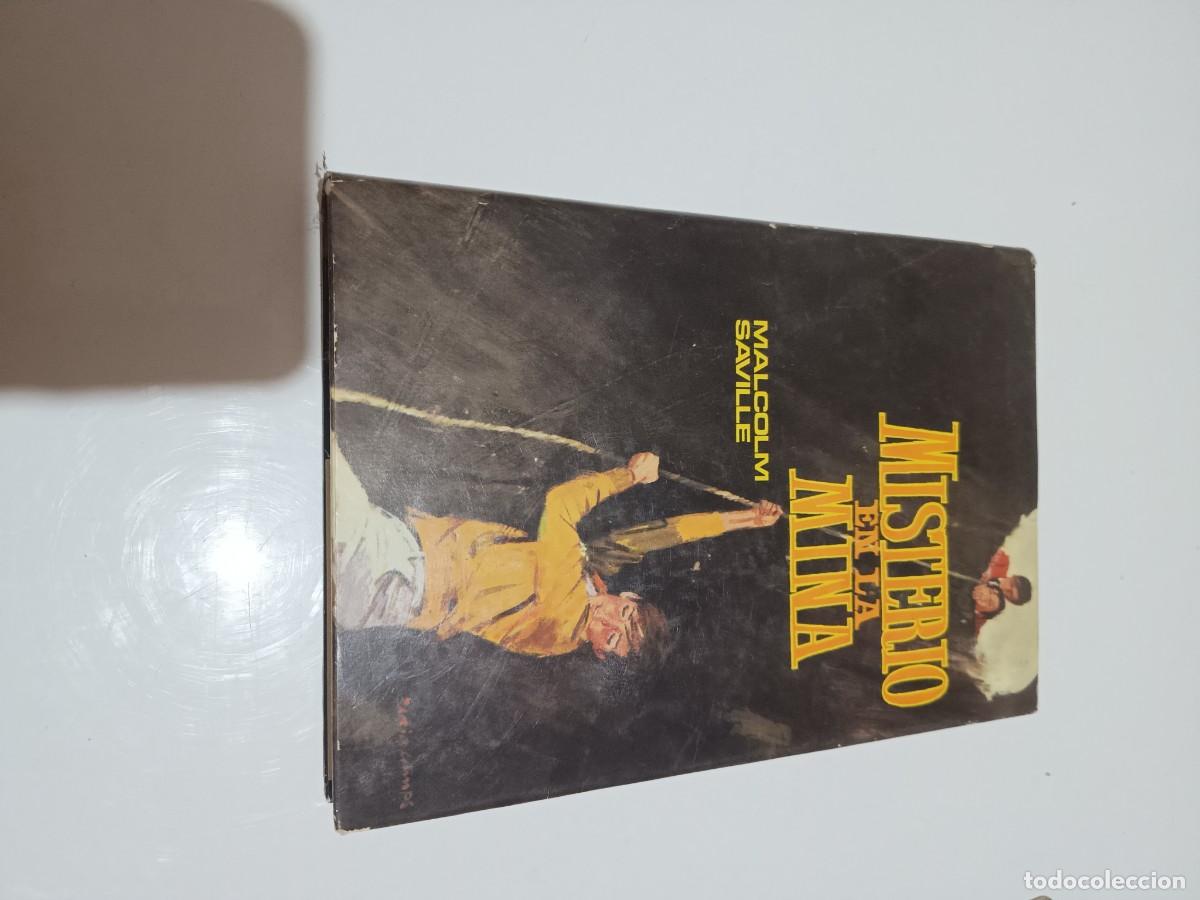 MISTERIO
EN LA
MINA
MALCOLM
SAVILLE
todocoleccion